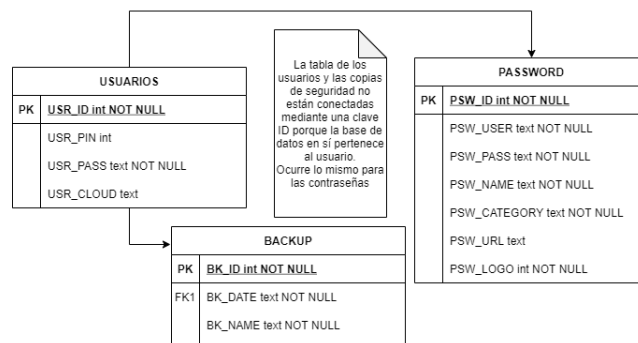 USUARIOS
PK USR_ID int NOT NULL
USR_PIN int
USR_PASS text NOT NULL
USR_CLOUD text
La tabla de los
usuarios y las copias
de seguridad no
están conectadas
mediante una clave
ID porque la base de
datos en sí pertenece
al usuario.
Ocurre lo mismo para
las contraseñas
PASSWORD
PK PSW_ID int NOT NULL
PSW_USER text NOT NULL
PSW_PASS text NOT NULL
PSW_NAME text NOT NULL
PSW_CATEGORY text NOT NULL
PSW_URL text
PSW_LOGO int NOT NULL
BACKUP
PK BK_ID int NOT NULL
FK1 BK_DATE text NOT NULL
BK_NAME text NOT NULL